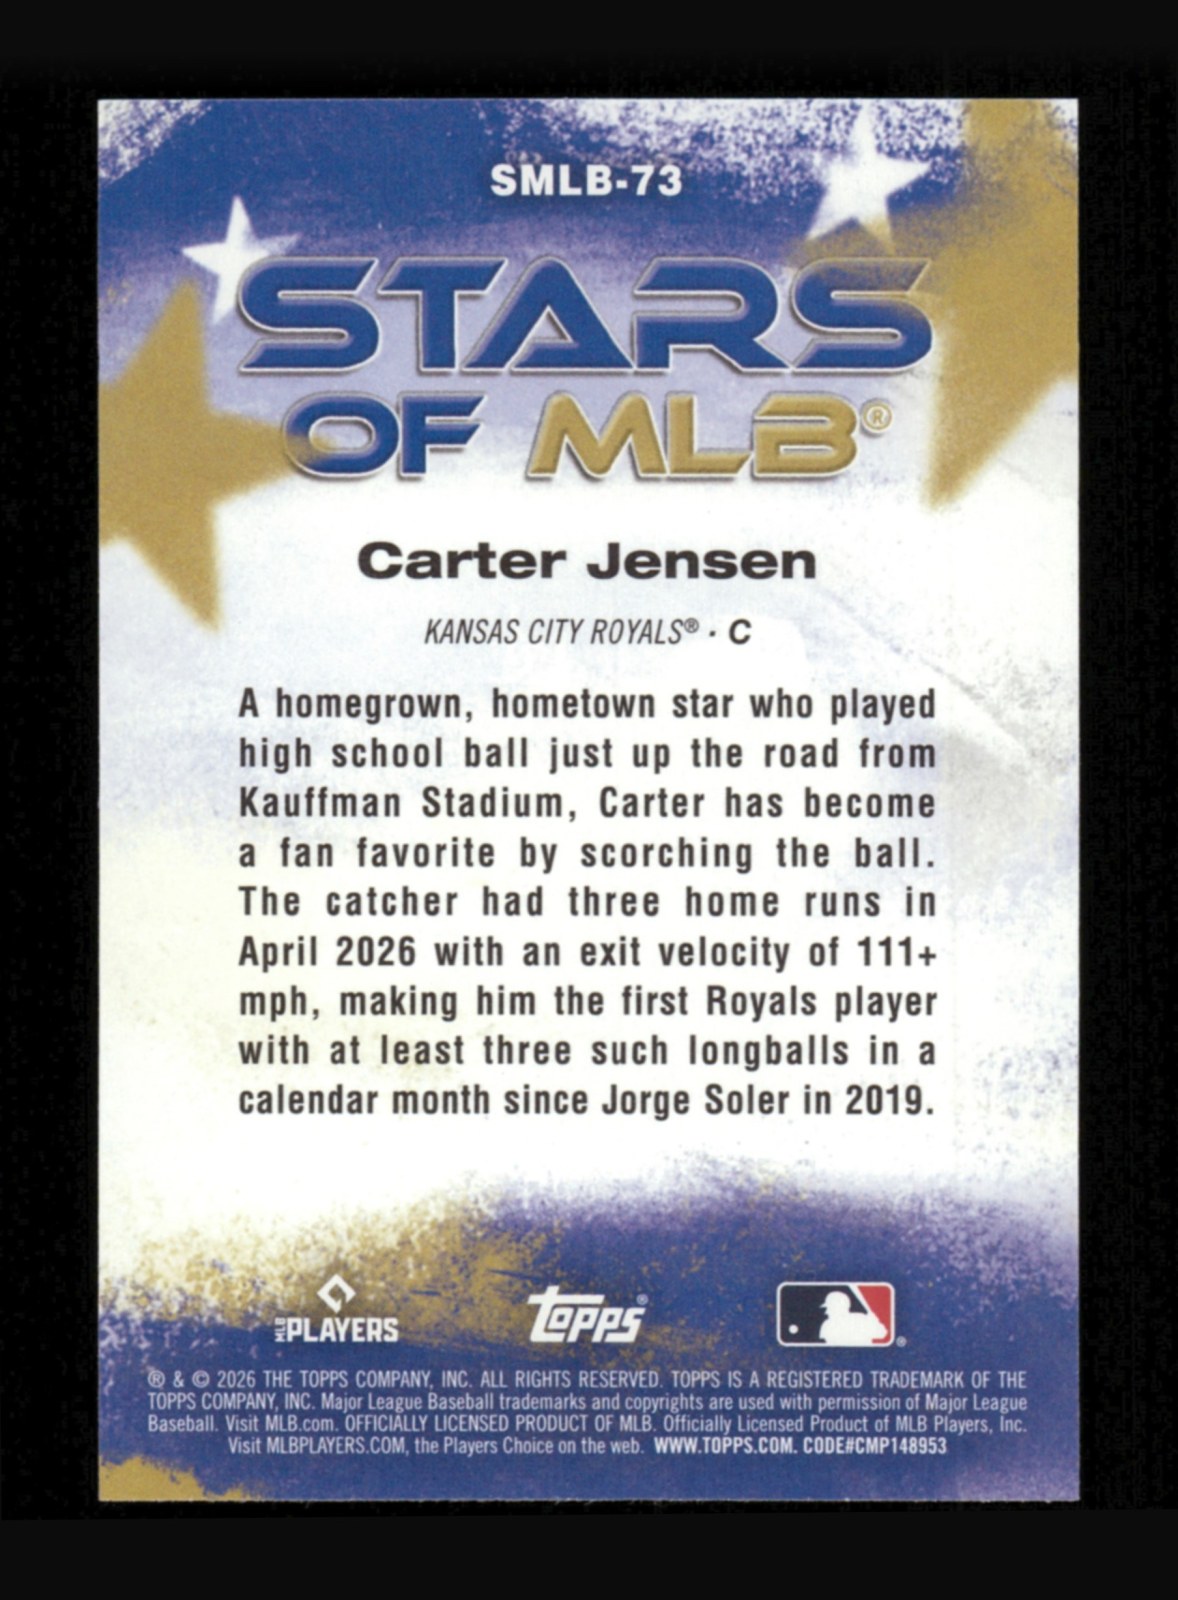 SMLB-73
STARS
OF MLB®
Carter Jensen
KANSAS CITY ROYALS® · C
A homegrown, hometown star who played
high school ball just up the road from
Kauffman Stadium, Carter has become
a fan favorite by scorching the ball.
The catcher had three home runs in
April 2026 with an exit velocity of 111+
mph, making him the first Royals player
with at least three such longballs in a
calendar month since Jorge Soler in 2019.
MLB PLAYERS
TOPPS®
®
® & © 2026 THE TOPPS COMPANY, INC. ALL RIGHTS RESERVED. TOPPS IS A REGISTERED TRADEMARK OF THE
TOPPS COMPANY, INC. Major League Baseball trademarks and copyrights are used with permission of Major League
Baseball. Visit MLB.com. OFFICIALLY LICENSED PRODUCT OF MLB. Officially Licensed Product of MLB Players, Inc.
Visit MLBPLAYERS.COM, the Players Choice on the web. WWW.TOPPS.COM. CODE#CMP148953